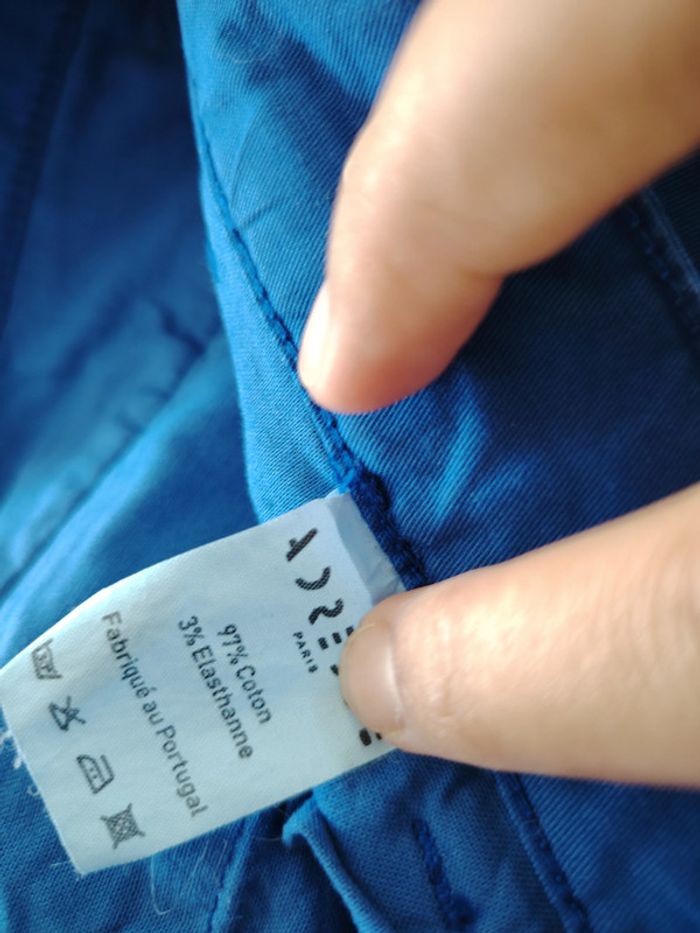 PARIS
97% Coton
3% Elasthanne
Fabriqué au Portugal